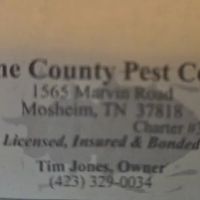 ne County Pest Co
1565 Marvin Road
Mosheim, TN 37818
Charter #
Licensed, Insured & Bonded
Tim Jones, Owner
(423) 329-0034